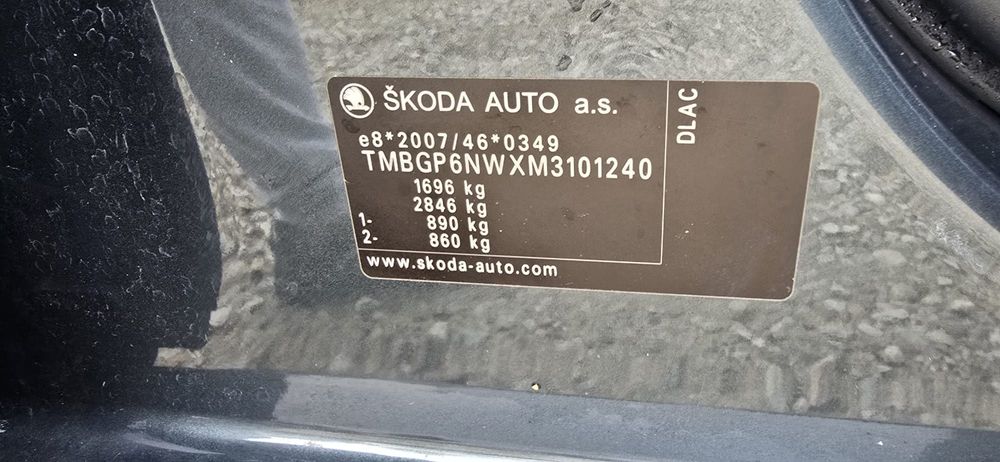 ŠKODA AUTO a.s.
e8*2007/46*0349
TMBGP6NWXM3101240
1696 kg
2846 kg
1- 890 kg
2- 860 kg
www.skoda-auto.com
DLAC